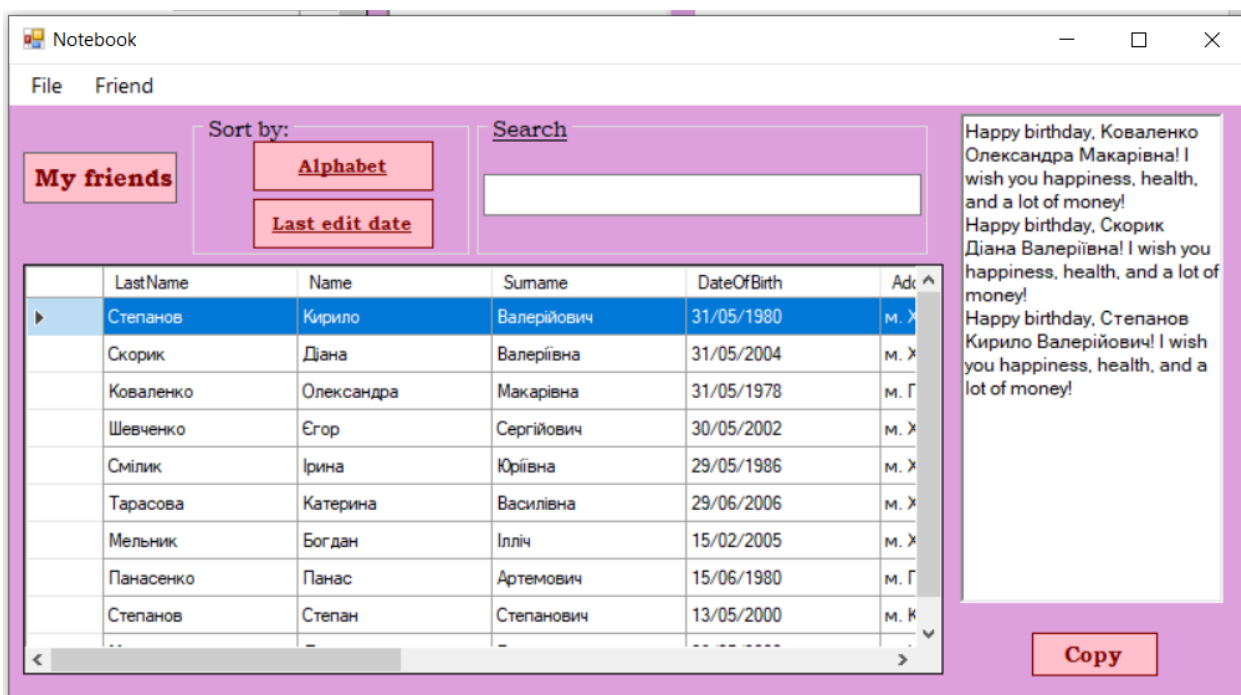 Notebook
File Friend
My friends
Sort by:
Alphabet
Last edit date
Search
LastName Name Surname DateOfBirth
Степанов Кирило Валерійович 31/05/1980 м. Х
Скорик Діана Валеріївна 31/05/2004 м. Х
Коваленко Олександра Макарівна 31/05/1978 м. П
Шевченко Єгор Сергійович 30/05/2002 м. Х
Смілик Ірина Юріївна 29/05/1986 м. Х
Тарасова Катерина Василівна 29/06/2006 м. Х
Мельник Богдан Ілліч 15/02/2005 м. Х
Панасенко Панас Артемович 15/06/1980 м. П
Степанов Степан Степанович 13/05/2000 м. К
Happy birthday, Коваленко
Олександра Макарівна! I
wish you happiness, health,
and a lot of money!
Happy birthday, Скорик
Діана Валеріївна! I wish you
happiness, health, and a lot of
money!
Happy birthday, Степанов
Кирило Валерійович! I wish
you happiness, health, and a
lot of money!
Copy